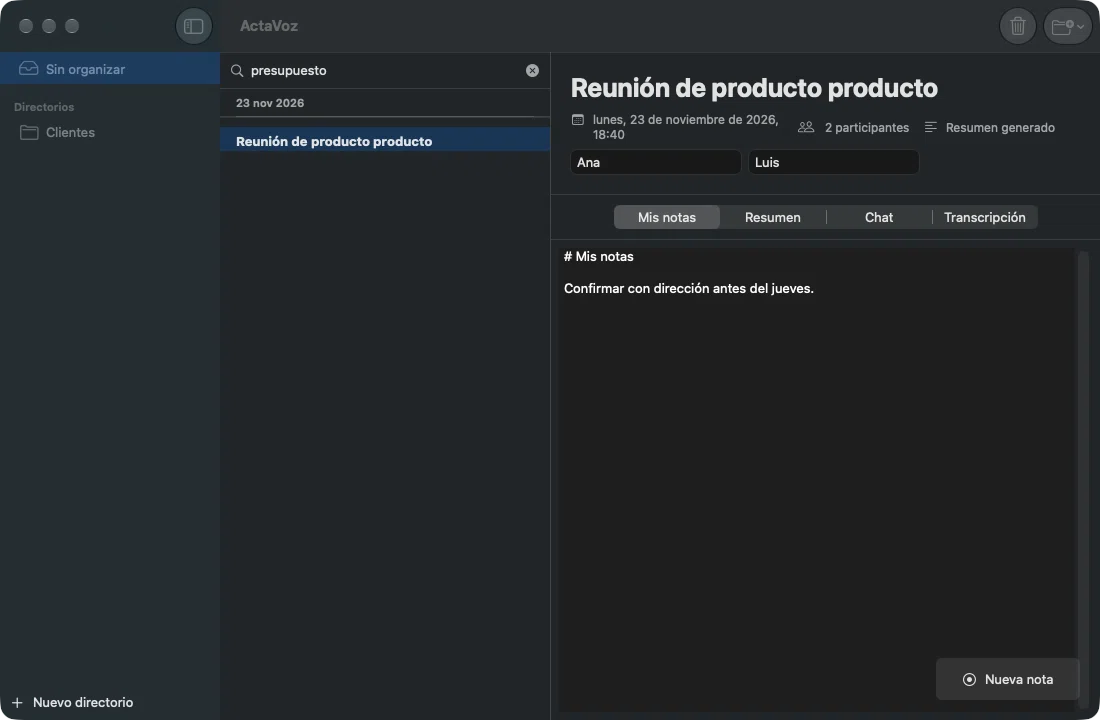 ActaVoz
Sin organizar
Directorios
Clientes
Nuevo directorio
presupuesto
23 nov 2026
Reunión de producto producto
Reunión de producto producto
lunes, 23 de noviembre de 2026,
18:40
2 participantes
Resumen generado
Ana
Luis
Mis notas
Resumen
Chat
Transcripción
# Mis notas
Confirmar con dirección antes del jueves.
Nueva nota